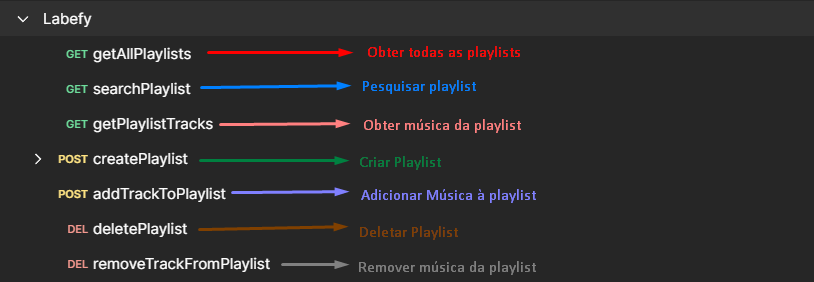 Labefy
GET getAllPlaylists Obter todas as playlists
GET searchPlaylist Pesquisar playlist
GET getPlaylistTracks Obter música da playlist
POST createPlaylist Criar Playlist
POST addTrackToPlaylist Adicionar Música à playlist
DEL deletePlaylist Deletar Playlist
DEL removeTrackFromPlaylist Remover música da playlist